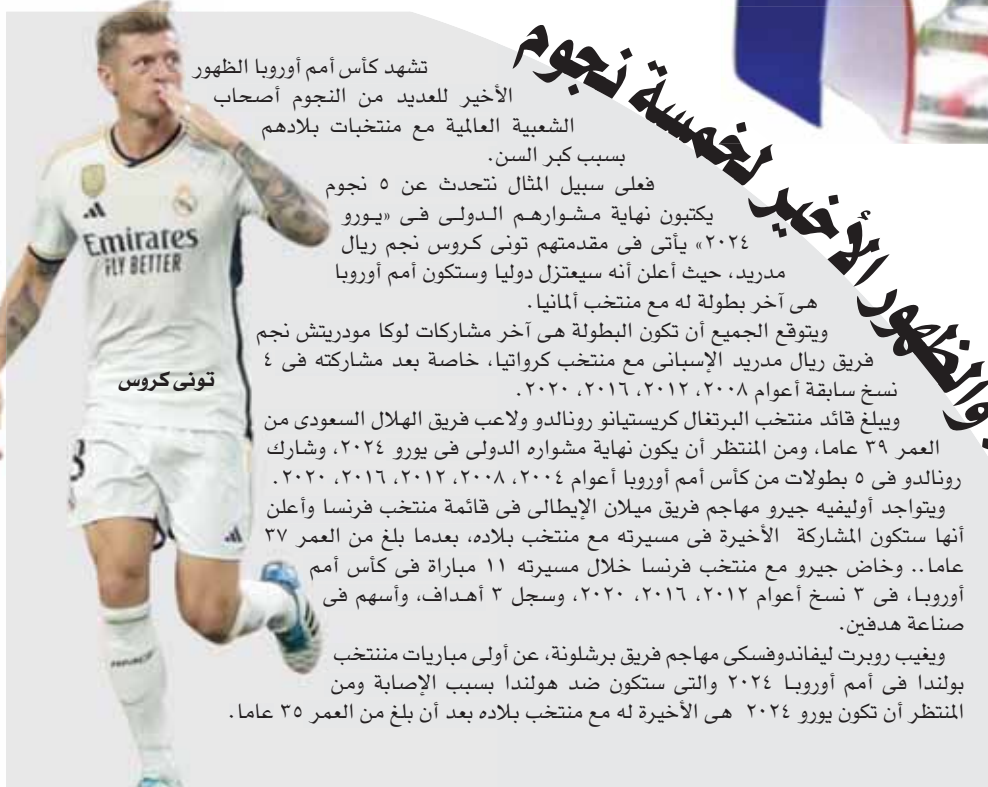 والظهور الأخير لخمسة نجوم
تشهد كأس أمم أوروبا الظهور
الأخير للعديد من النجوم أصحاب
الشعبية العالمية مع منتخبات بلادهم
بسبب كبر السن.
فعلى سبيل المثال نتحدث عن ٥ نجوم
يكتبون نهاية مشوارهم الدولى فى «يورو
٢٠٢٤» يأتى فى مقدمتهم تونى كروس نجم ريال
مدريد، حيث أعلن أنه سيعتزل دوليا وستكون أمم أوروبا
هى آخر بطولة له مع منتخب ألمانيا.
ويتوقع الجميع أن تكون البطولة هى آخر مشاركات لوكا مودريتش نجم
فريق ريال مدريد الإسبانى مع منتخب كرواتيا، خاصة بعد مشاركته فى ٤
نسخ سابقة أعوام ٢٠٠٨، ٢٠١٢، ٢٠١٦، ٢٠٢٠.
ويبلغ قائد منتخب البرتغال كريستيانو رونالدو ولاعب فريق الهلال السعودى من
العمر ٣٩ عاما، ومن المنتظر أن يكون نهاية مشواره الدولى فى يورو ٢٠٢٤، وشارك
رونالدو فى ٥ بطولات من كأس أمم أوروبا أعوام ٢٠٠٤، ٢٠٠٨، ٢٠١٢، ٢٠١٦، ٢٠٢٠.
ويتواجد أوليفيه جيرو مهاجم فريق ميلان الإيطالى فى قائمة منتخب فرنسا وأعلن
أنها ستكون المشاركة الأخيرة فى مسيرته مع منتخب بلاده، بعدما بلغ من العمر ٣٧
عاما.. وخاض جيرو مع منتخب فرنسا خلال مسيرته ١١ مباراة فى كأس أمم
أوروبا، فى ٣ نسخ أعوام ٢٠١٢، ٢٠١٦، ٢٠٢٠، وسجل ٣ أهداف، وأسهم فى
صناعة هدفين.
ويغيب روبرت ليفاندوفسكى مهاجم فريق برشلونة، عن أولى مباريات مننتخب
بولندا فى أمم أوروبا ٢٠٢٤ والتى ستكون ضد هولندا بسبب الإصابة ومن
المنتظر أن تكون يورو ٢٠٢٤ هى الأخيرة له مع منتخب بلاده بعد أن بلغ من العمر ٣٥ عاما.
Emirates
FLY BETTER
تونى كروس